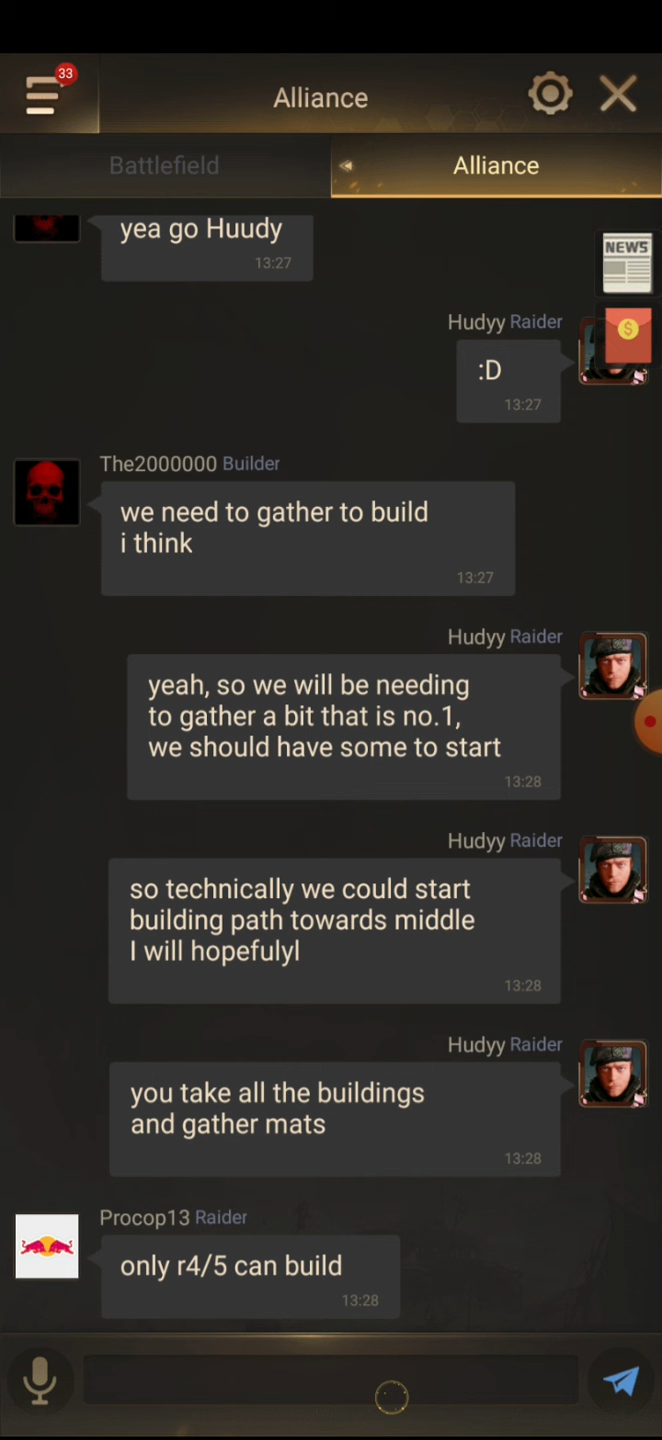 33
Alliance
Battlefield
Alliance
yea go Huudy
13:27
NEWS
Hudyy Raider
:D
13:27
The2000000 Builder
we need to gather to build
i think
13:27
Hudyy Raider
yeah, so we will be needing
to gather a bit that is no.1,
we should have some to start
13:28
Hudyy Raider
so technically we could start
building path towards middle
I will hopefulyl
13:28
Hudyy Raider
you take all the buildings
and gather mats
13:28
Procop13 Raider
only r4/5 can build
13:28